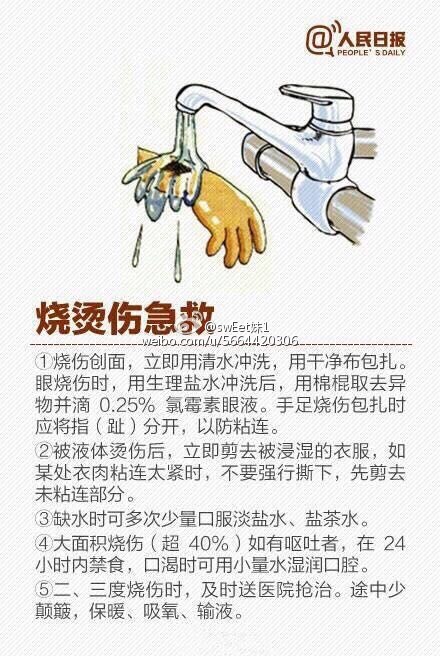 @人民日报
PEOPLE'S DAILY
烧烫伤急救
@swEEt妹1
weibo.com/u/5664420306
①烧伤创面，立即用清水冲洗，用干净布包扎。
眼烧伤时，用生理盐水冲洗后，用棉棍取去异
物并滴 0.25% 氯霉素眼液。手足烧伤包扎时
应将指（趾）分开，以防粘连。
②被液体烫伤后，立即剪去被浸湿的衣服，如
某处衣肉粘连太紧时，不要强行撕下，先剪去
未粘连部分。
③缺水时可多次少量口服淡盐水、盐茶水。
④大面积烧伤（超 40%）如有呕吐者，在 24
小时内禁食，口渴时可用小量水湿润口腔。
⑤二、三度烧伤时，及时送医院抢治。途中少
颠簸，保暖、吸氧、输液。